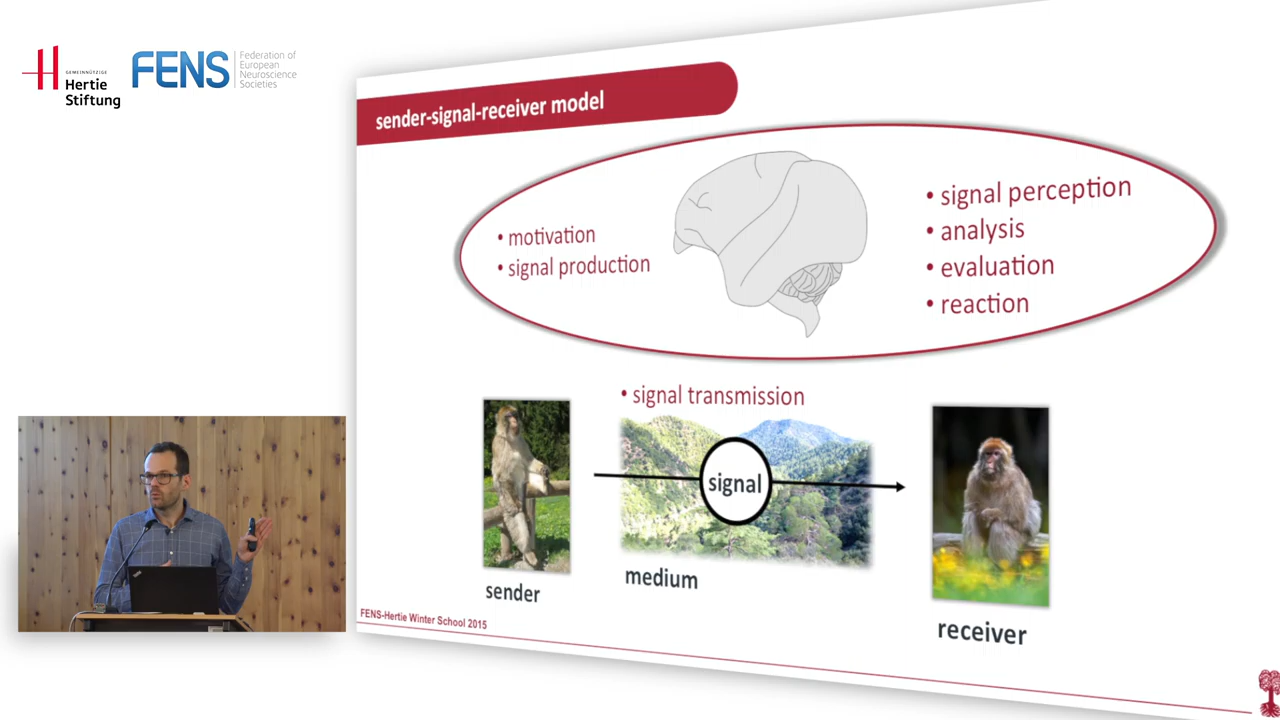 GEMEINNÜTZIGE
Hertie
Stiftung
FENS
Federation of
European
Neuroscience
Societies
sender-signal-receiver model
• motivation
• signal production
• signal perception
• analysis
• evaluation
• reaction
• signal transmission
signal
sender
medium
receiver
FENS-Hertie Winter School 2015